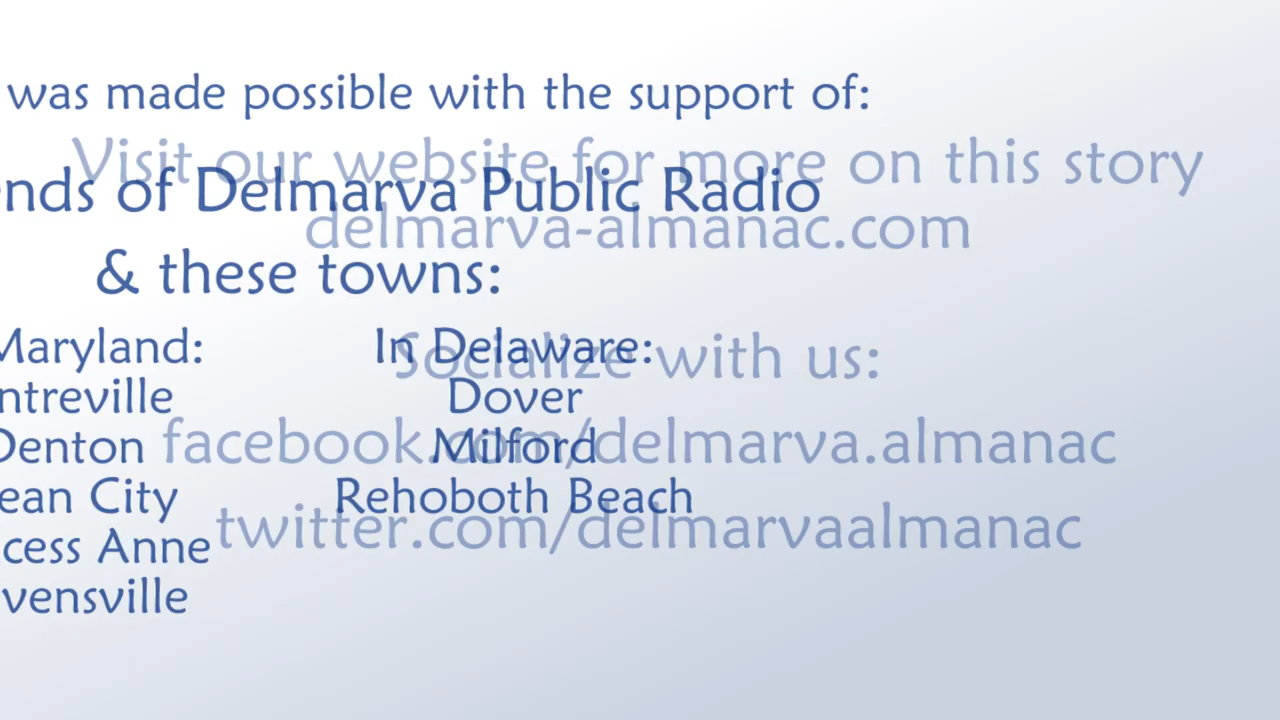 was made possible with the support of:
Visit our website for more on this story
nds of Delmarva Public Radio
delmarva-almanac.com
& these towns:
Maryland:
In Delaware:
Socialize with us:
ntreville
Dover
Denton
Milford
facebook.com/delmarva.almanac
ean City
Rehoboth Beach
twitter.com/delmarvaalmanac
cess Anne
vensville